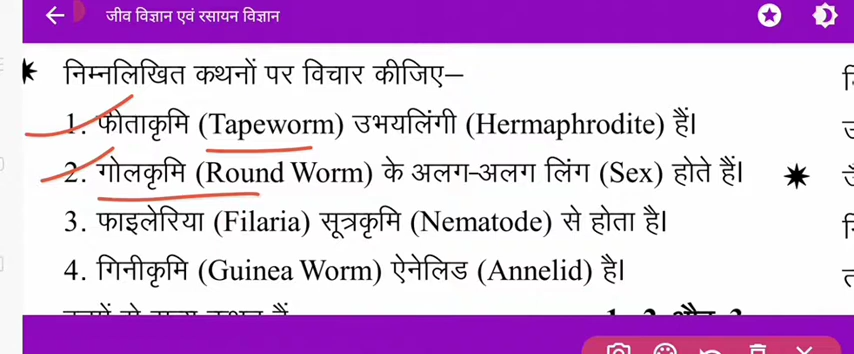 जीव विज्ञान एवं रसायन विज्ञान
निम्नलिखित कथनों पर विचार कीजिए–
1. फीताकृमि (Tapeworm) उभयलिंगी (Hermaphrodite) हैं।
2. गोलकृमि (Round Worm) के अलग-अलग लिंग (Sex) होते हैं।
3. फाइलेरिया (Filaria) सूत्रकृमि (Nematode) से होता है।
4. गिनीकृमि (Guinea Worm) ऐनेलिड (Annelid) है।